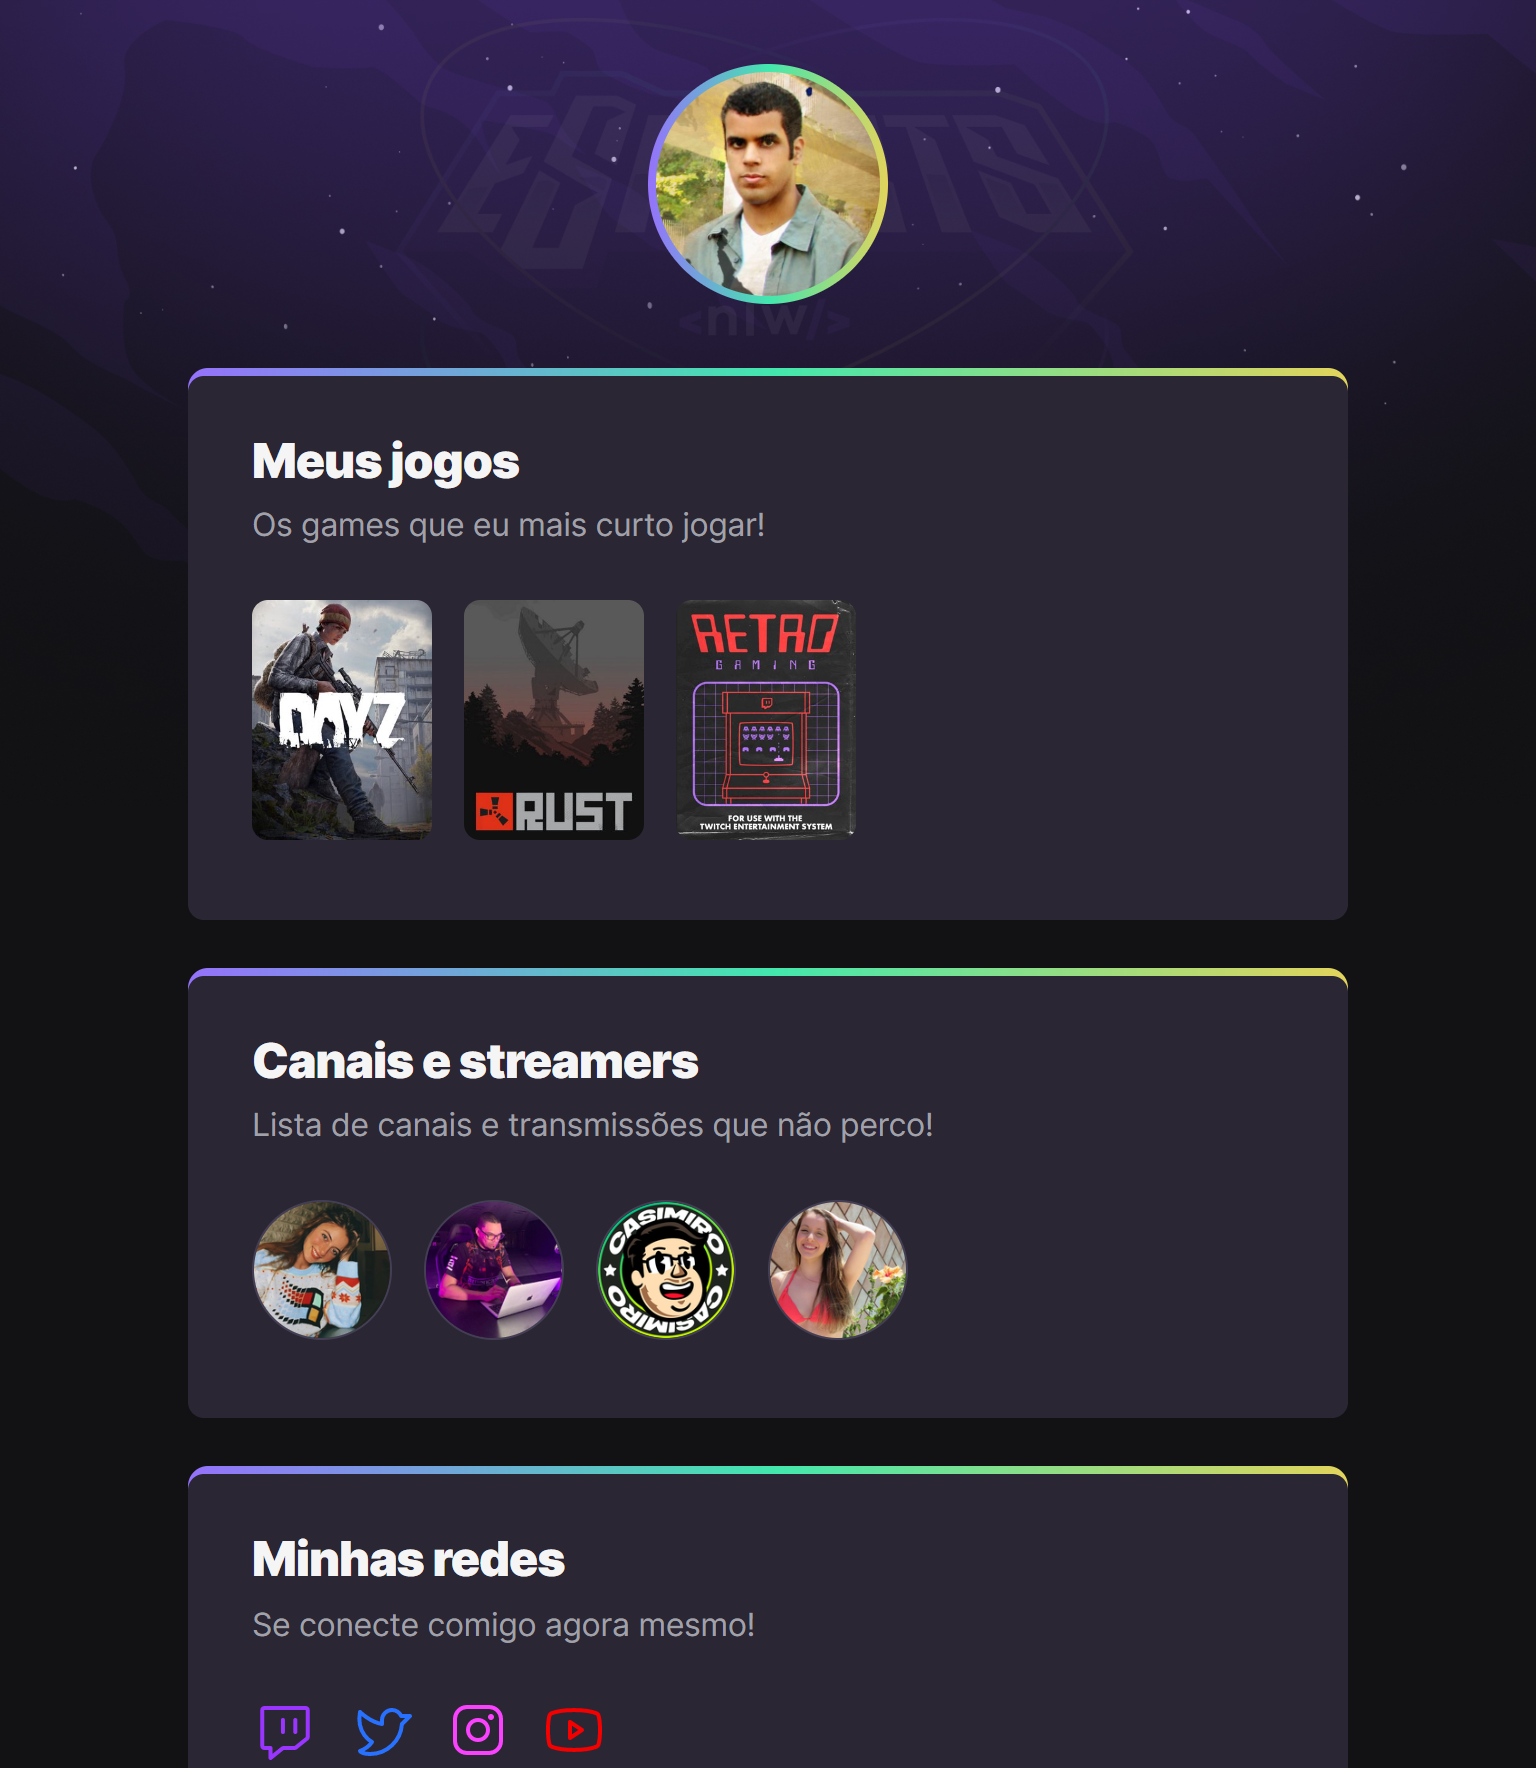 ESPORTS
<nlw/>
Meus jogos
Os games que eu mais curto jogar!
DAYZ
RUST
RETRO
GAMING
FOR USE WITH THE
TWITCH ENTERTAINMENT SYSTEM
Canais e streamers
Lista de canais e transmissões que não perco!
CASIMIRO
CASIMIRO
Minhas redes
Se conecte comigo agora mesmo!